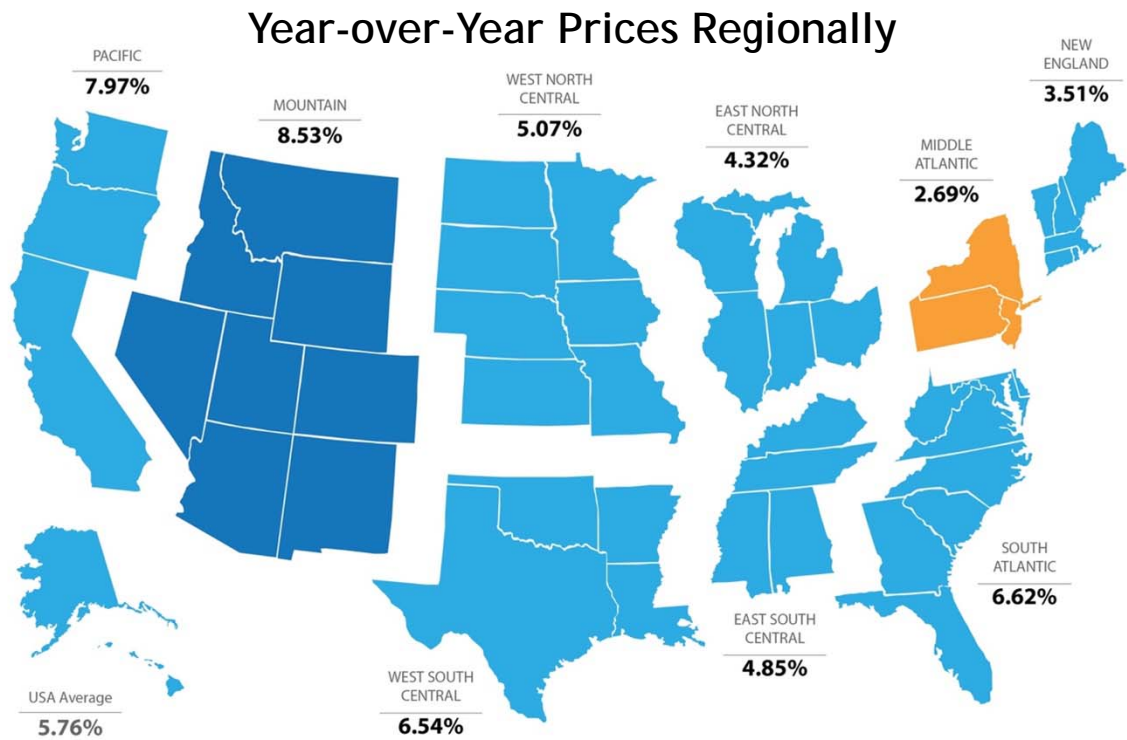 Year-over-Year Prices Regionally
PACIFIC
7.97%
MOUNTAIN
8.53%
WEST NORTH
CENTRAL
5.07%
EAST NORTH
CENTRAL
4.32%
MIDDLE
ATLANTIC
2.69%
NEW
ENGLAND
3.51%
USA Average
5.76%
WEST SOUTH
CENTRAL
6.54%
EAST SOUTH
CENTRAL
4.85%
SOUTH
ATLANTIC
6.62%